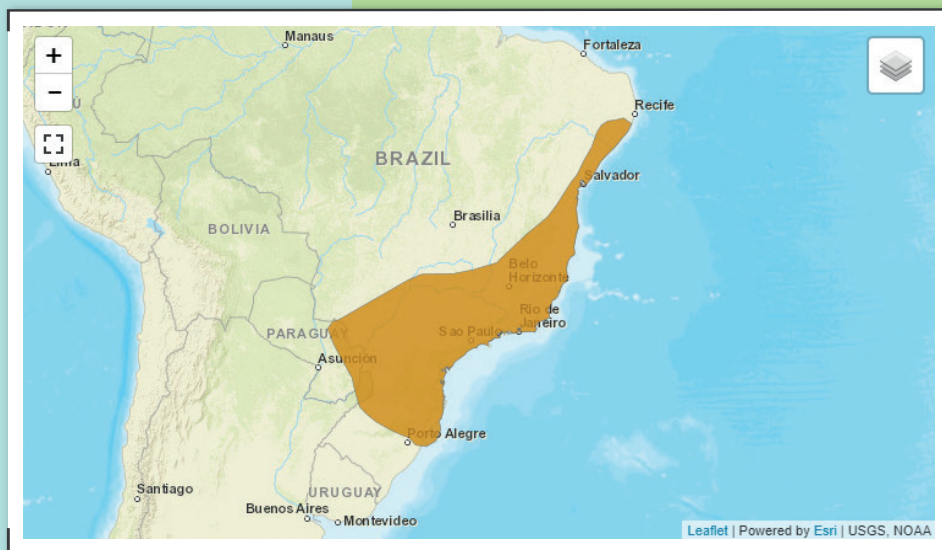 Manaus
Fortaleza
+
−
Recife
Lima
BRAZIL
Salvador
Brasilia
BOLIVIA
Belo
Horizonte
Rio de
Janeiro
PARAGUAY
Sao Paulo
Asunción
Porto Alegre
Santiago
URUGUAY
Buenos Aires
Montevideo
Leaflet | Powered by Esri | USGS, NOAA